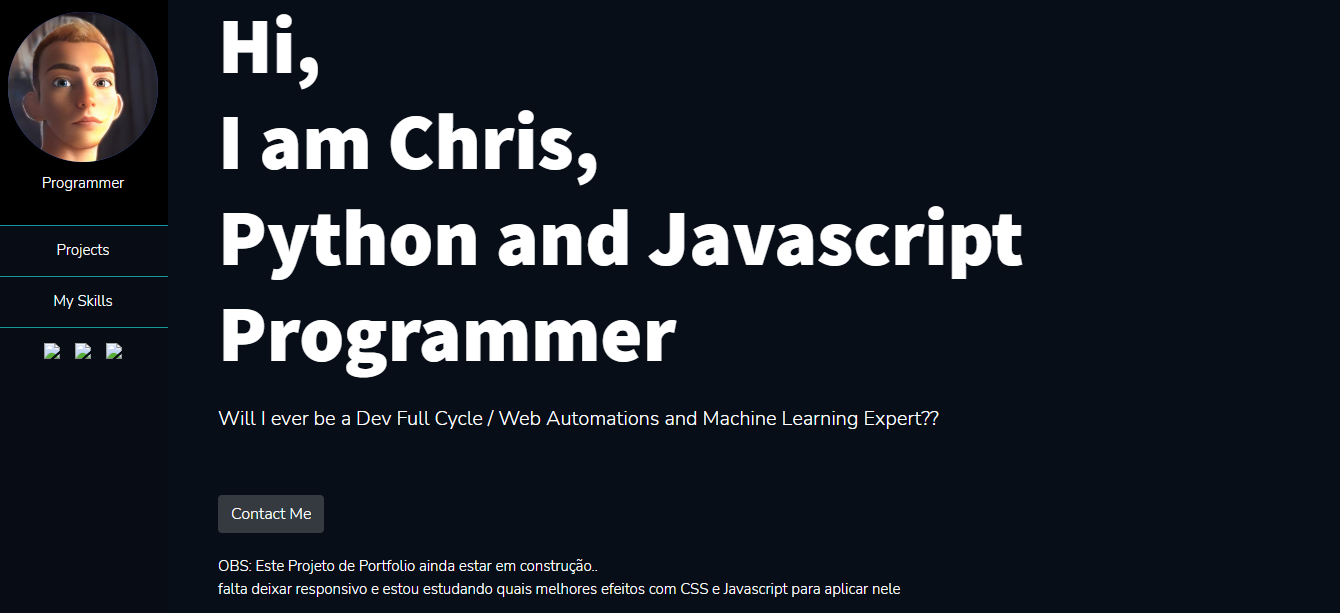 Programmer
Projects
My Skills
Hi,
I am Chris,
Python and Javascript
Programmer
Will I ever be a Dev Full Cycle / Web Automations and Machine Learning Expert??
Contact Me
OBS: Este Projeto de Portfolio ainda estar em construção..
falta deixar responsivo e estou estudando quais melhores efeitos com CSS e Javascript para aplicar nele